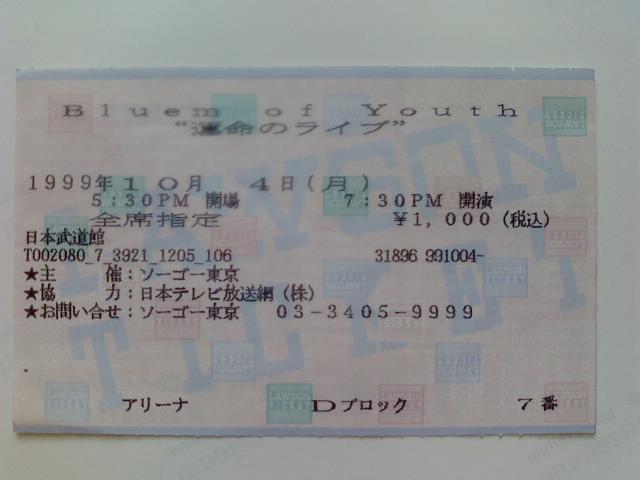 Bluem of Youth
“運命のライブ”
1999年10月 4日(月)
5:30PM 開場 7:30PM 開演
全席指定 ¥1,000(税込)
日本武道館
T002080_7_3921_1205_106 31896 991004-
★主 催:ソーゴー東京
★協 力:日本テレビ放送網(株)
★お問い合せ:ソーゴー東京 03-3405-9999
アリーナ Dブロック 7番
LAWSON
TICKET